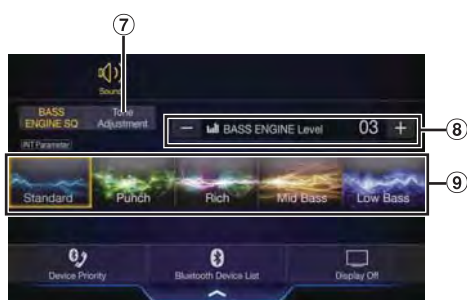 ⑦
Sound
BASS ENGINE SQ
Tone Adjustment
INT Parameter
− BASS ENGINE Level 03 +
⑧
Standard Punch Rich Mid Bass Low Bass
⑨
Device Priority Bluetooth Device List Display Off